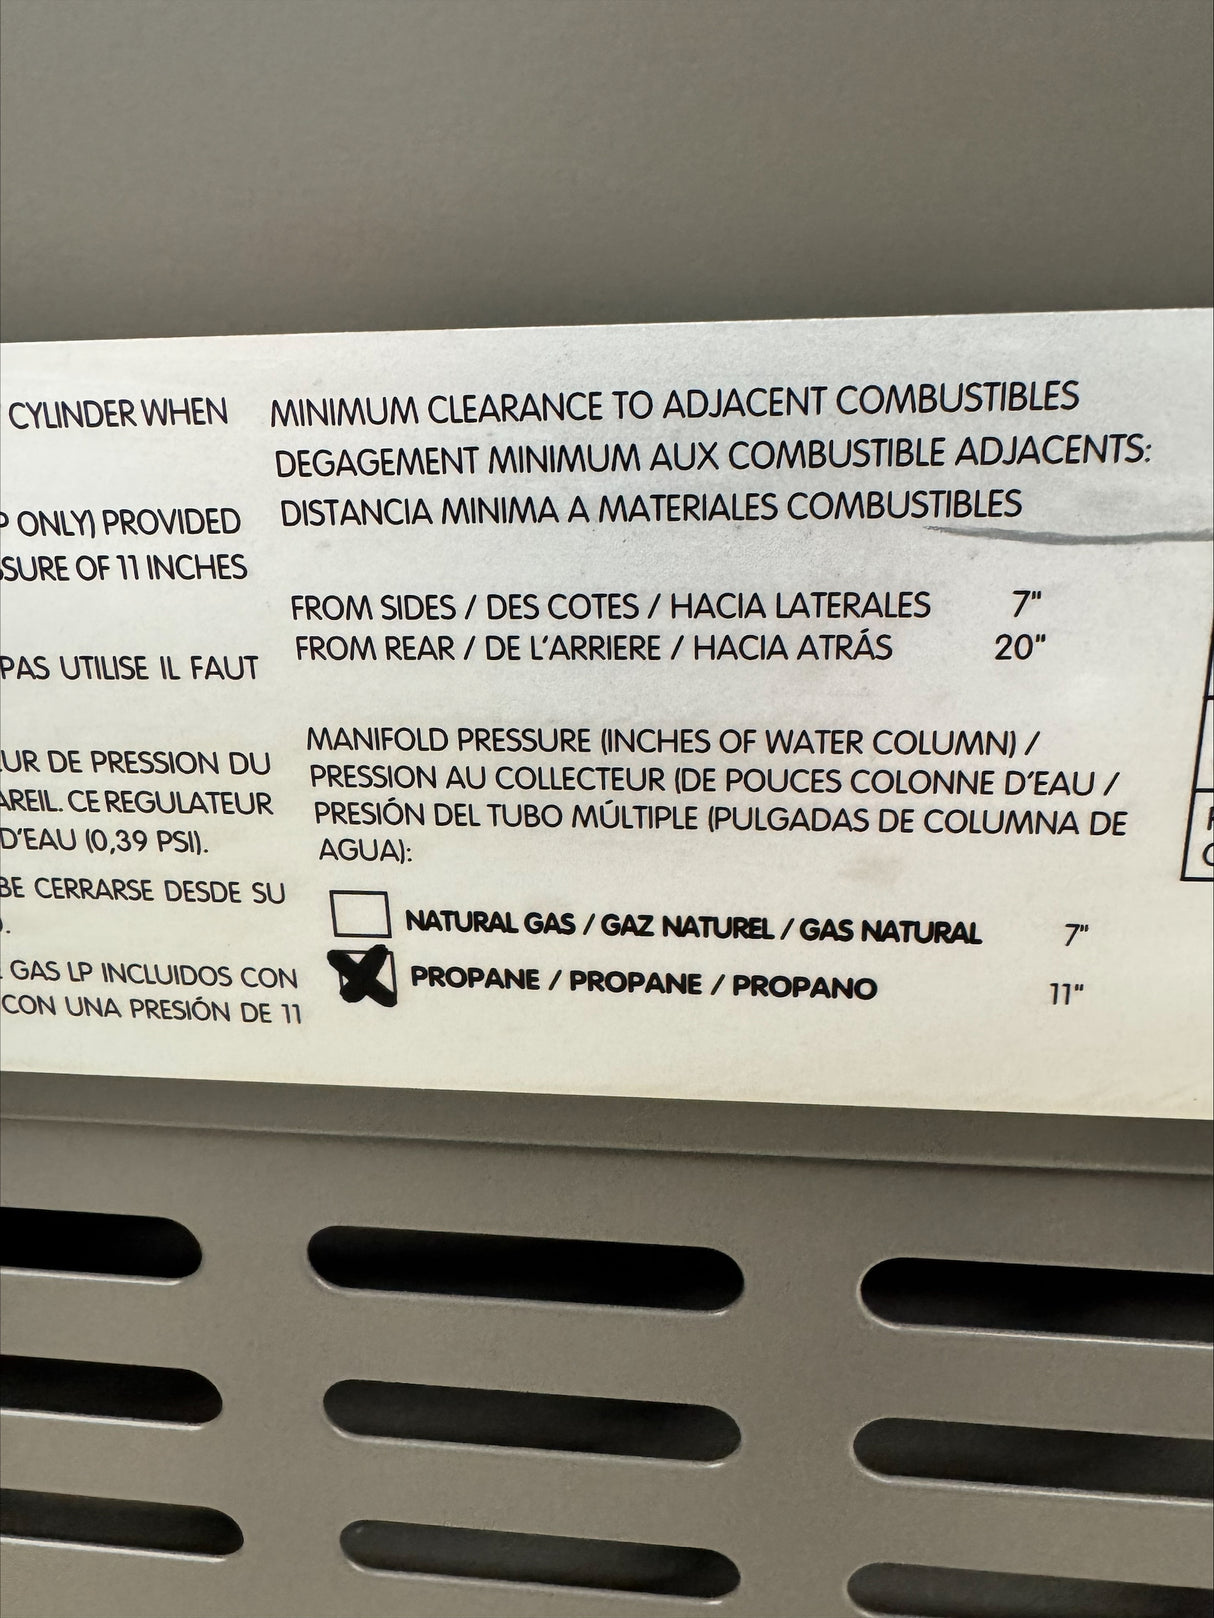 CYLINDER WHEN
ONLY) PROVIDED
SSURE OF 11 INCHES
PAS UTILISE IL FAUT
EUR DE PRESSION DU
AREIL. CE REGULATEUR
D'EAU (0,39 PSI).
BE CERRARSE DESDE SU
GAS LP INCLUIDOS CON
CON UNA PRESIÓN DE 11
MINIMUM CLEARANCE TO ADJACENT COMBUSTIBLES
DEGAGEMENT MINIMUM AUX COMBUSTIBLE ADJACENTS:
DISTANCIA MINIMA A MATERIALES COMBUSTIBLES
FROM SIDES / DES COTES / HACIA LATERALES 7"
FROM REAR / DE L'ARRIERE / HACIA ATRÁS 20"
MANIFOLD PRESSURE (INCHES OF WATER COLUMN) /
PRESSION AU COLLECTEUR (DE POUCES COLONNE D'EAU /
PRESIÓN DEL TUBO MÚLTIPLE (PULGADAS DE COLUMNA DE
AGUA):
NATURAL GAS / GAZ NATUREL / GAS NATURAL 7"
PROPANE / PROPANE / PROPANO 11"